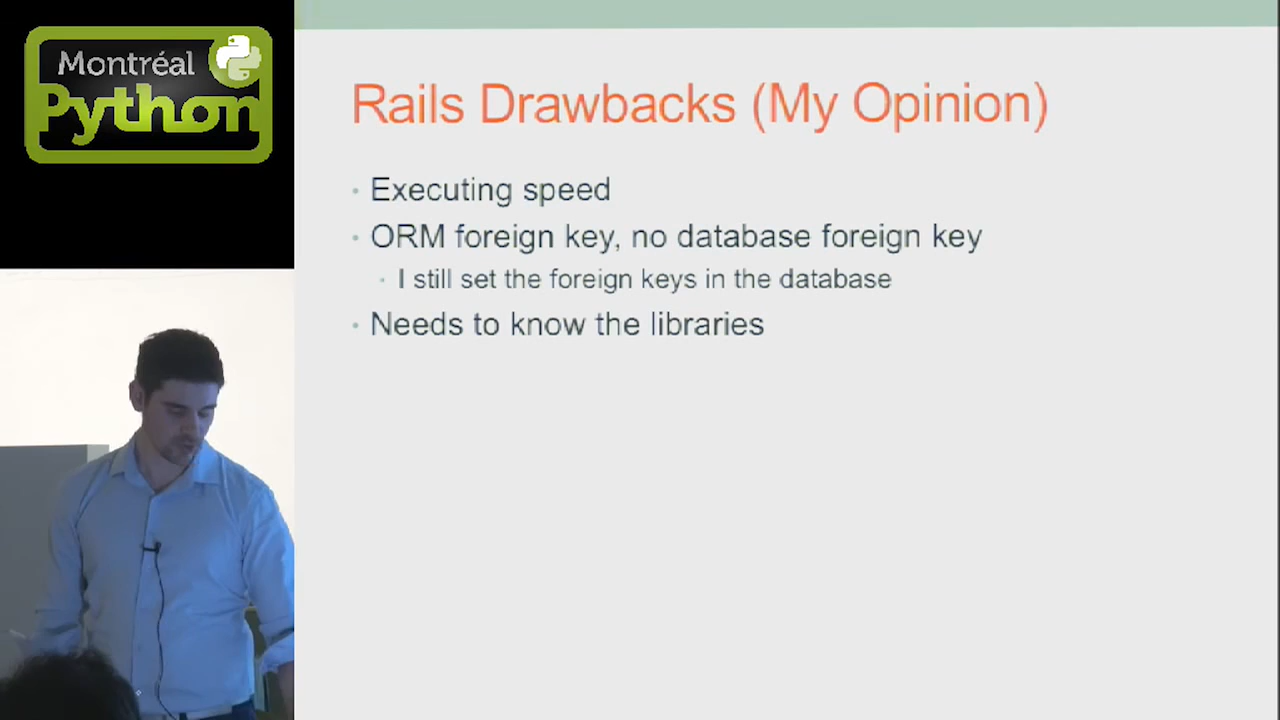 Montréal
Python
Rails Drawbacks (My Opinion)
Executing speed
ORM foreign key, no database foreign key
I still set the foreign keys in the database
Needs to know the libraries